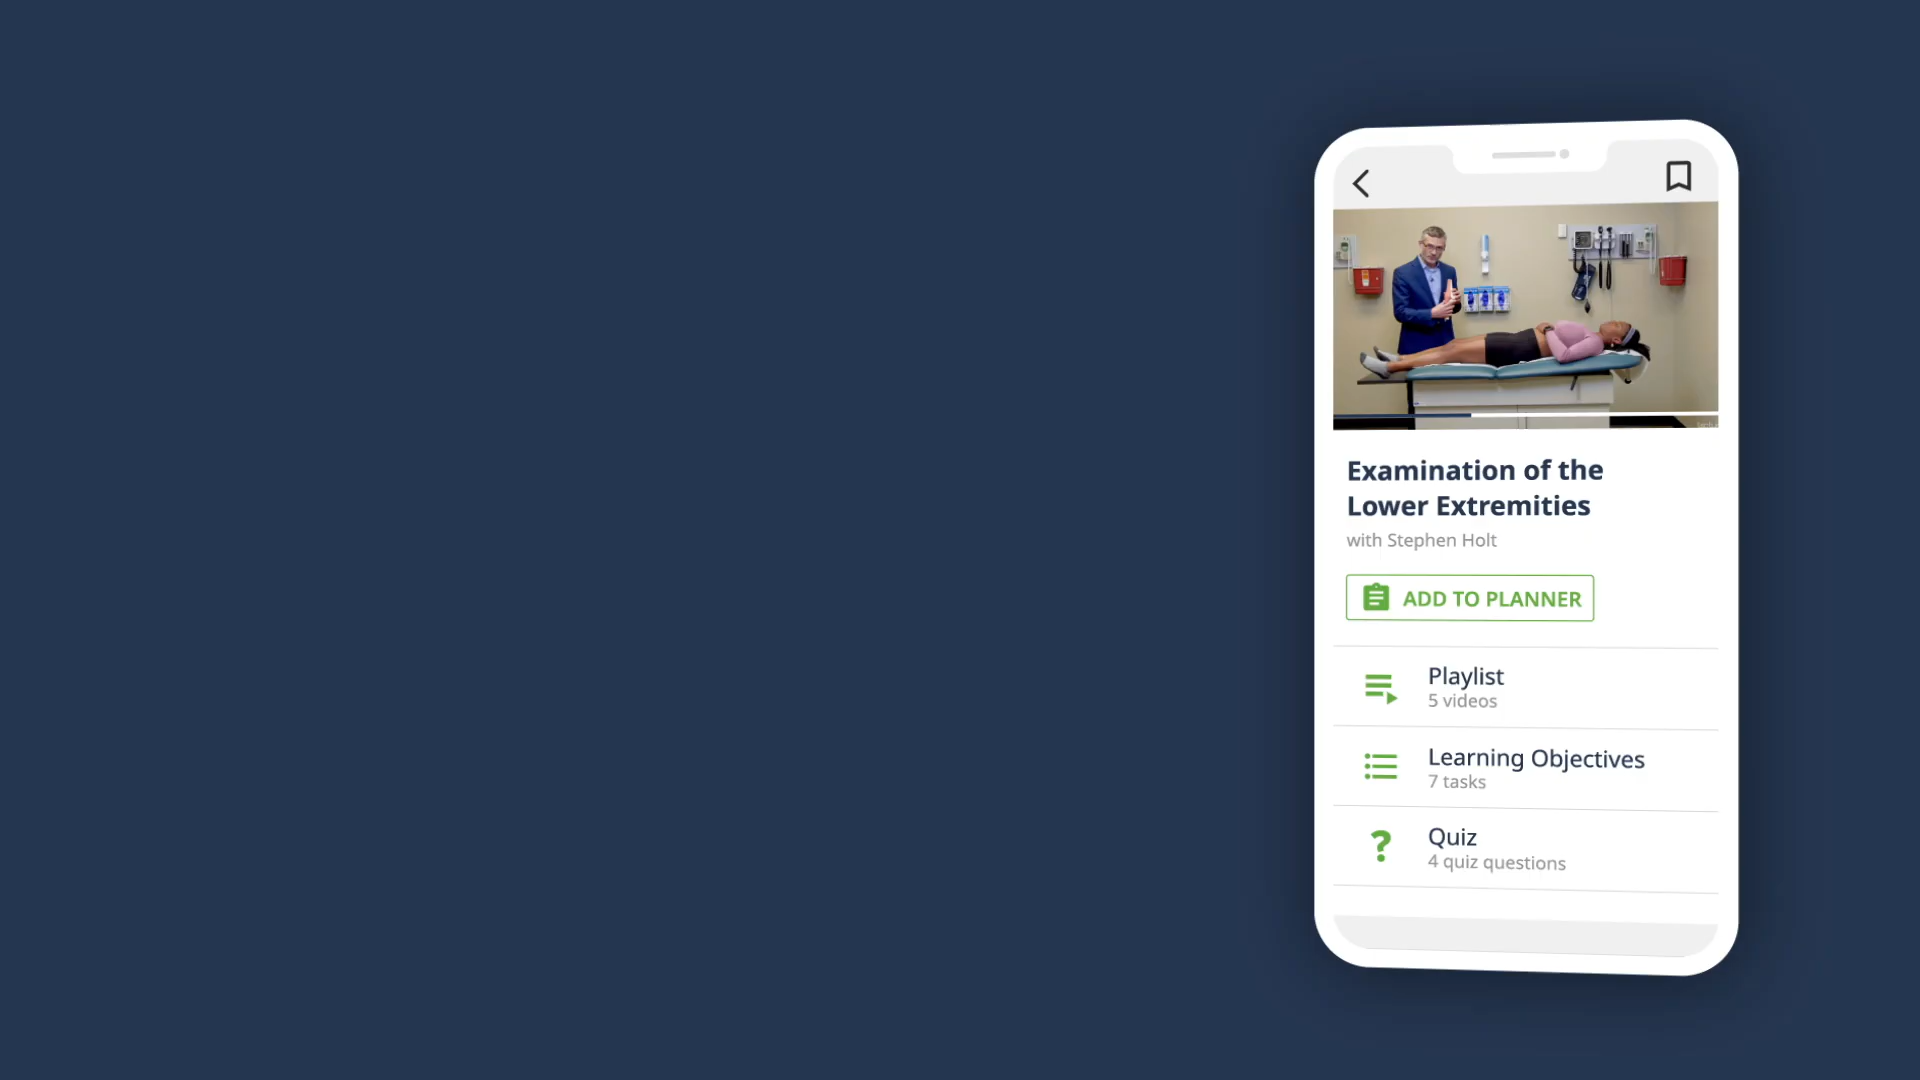 Examination of the
Lower Extremities
with Stephen Holt
ADD TO PLANNER
Playlist
5 videos
Learning Objectives
7 tasks
Quiz
4 quiz questions